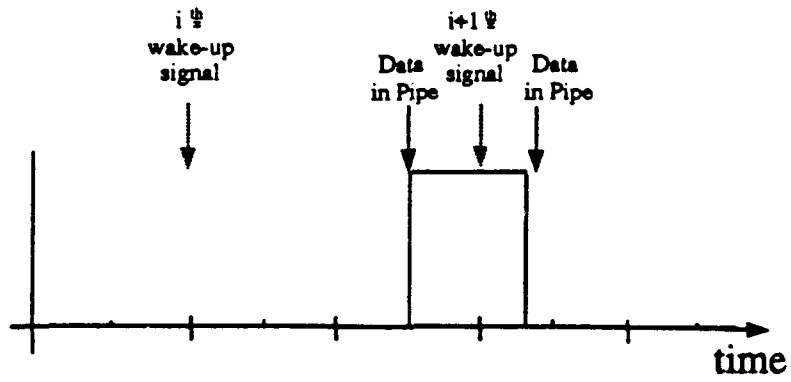 i th
wake-up
signal
Data
in Pipe
i+1 th
wake-up
signal
Data
in Pipe
time